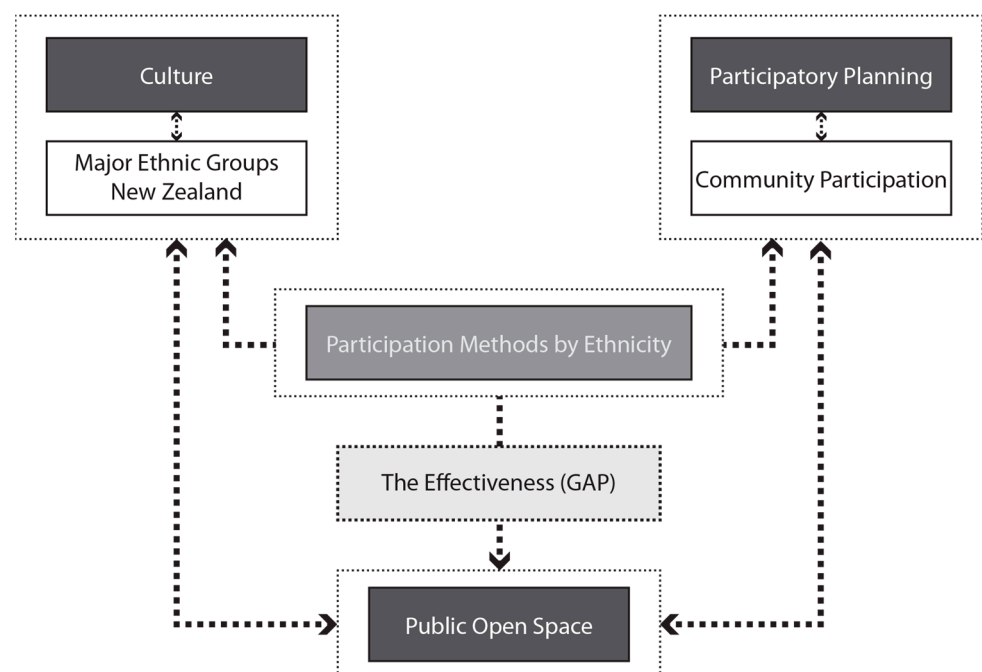 Culture
Major Ethnic Groups
New Zealand
Participatory Planning
Community Participation
Participation Methods by Ethnicity
The Effectiveness (GAP)
Public Open Space